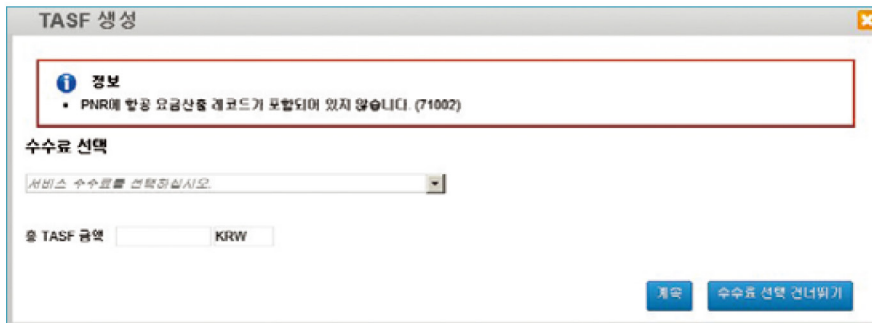 TASF 생성
정보
• PNR에 항공 요금산출 레코드가 포함되어 있지 않습니다. (71002)
수수료 선택
서비스 수수료를 선택하십시오.
총 TASF 금액 KRW
계속 수수료 선택 건너뛰기